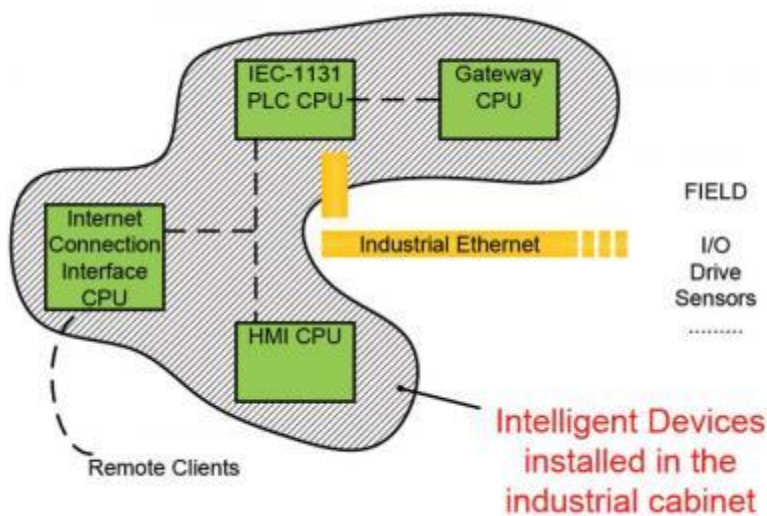 IEC-1131
PLC CPU
Gateway
CPU
Internet
Connection
Interface
CPU
Industrial Ethernet
FIELD
I/O
Drive
Sensors
.........
HMI CPU
Remote Clients
Intelligent Devices
installed in the
industrial cabinet